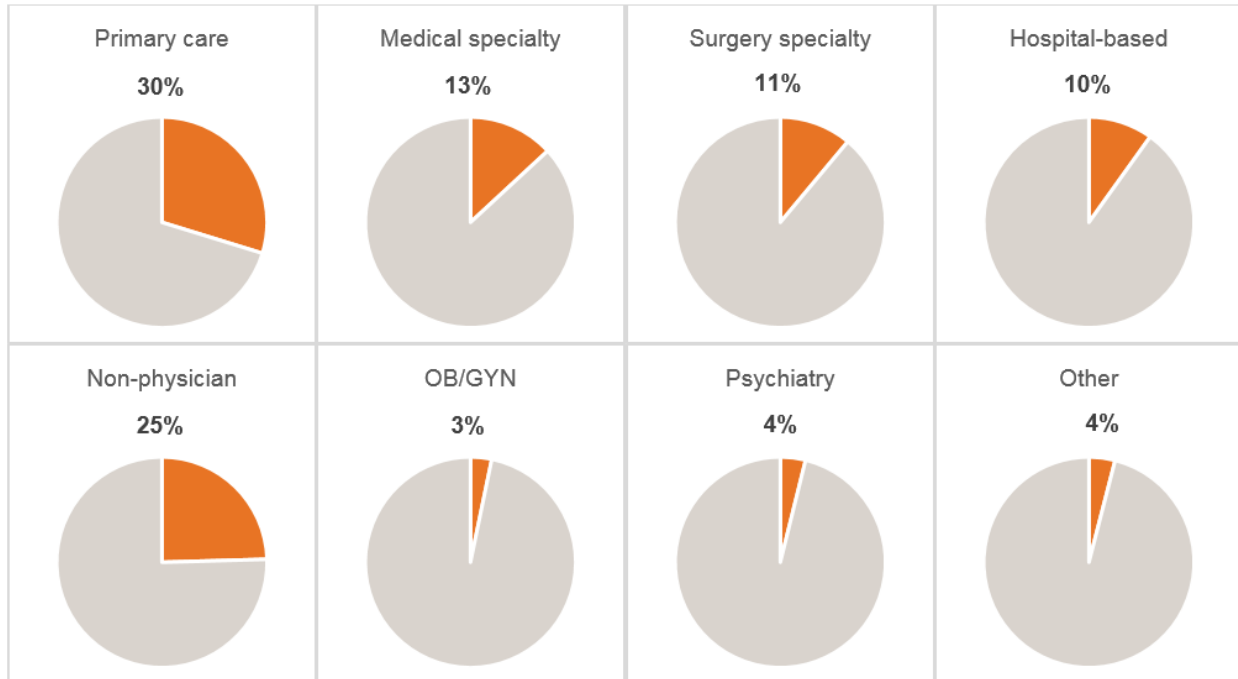 Primary care
30%
Medical specialty
13%
Surgery specialty
11%
Hospital-based
10%
Non-physician
25%
OB/GYN
3%
Psychiatry
4%
Other
4%